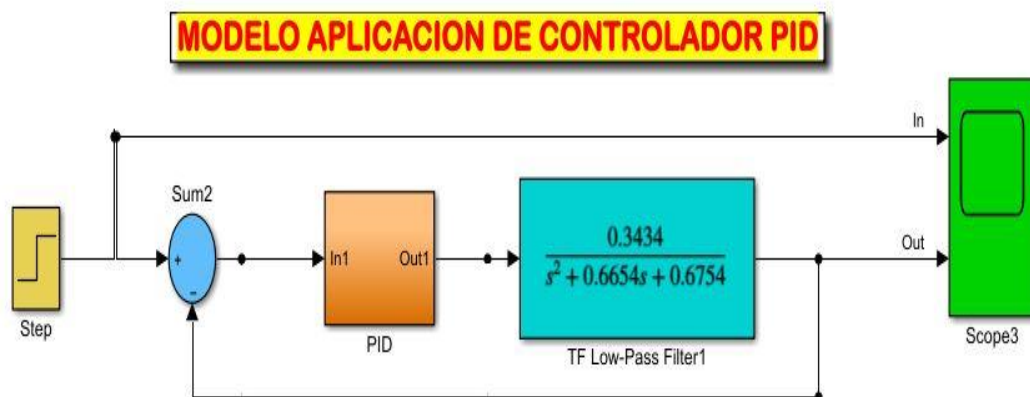 MODELO APLICACION DE CONTROLADOR PID
In
Sum2
+
In1 Out1
0.3434
s² + 0.6654s + 0.6754
Out
−
Step
PID
TF Low-Pass Filter1
Scope3